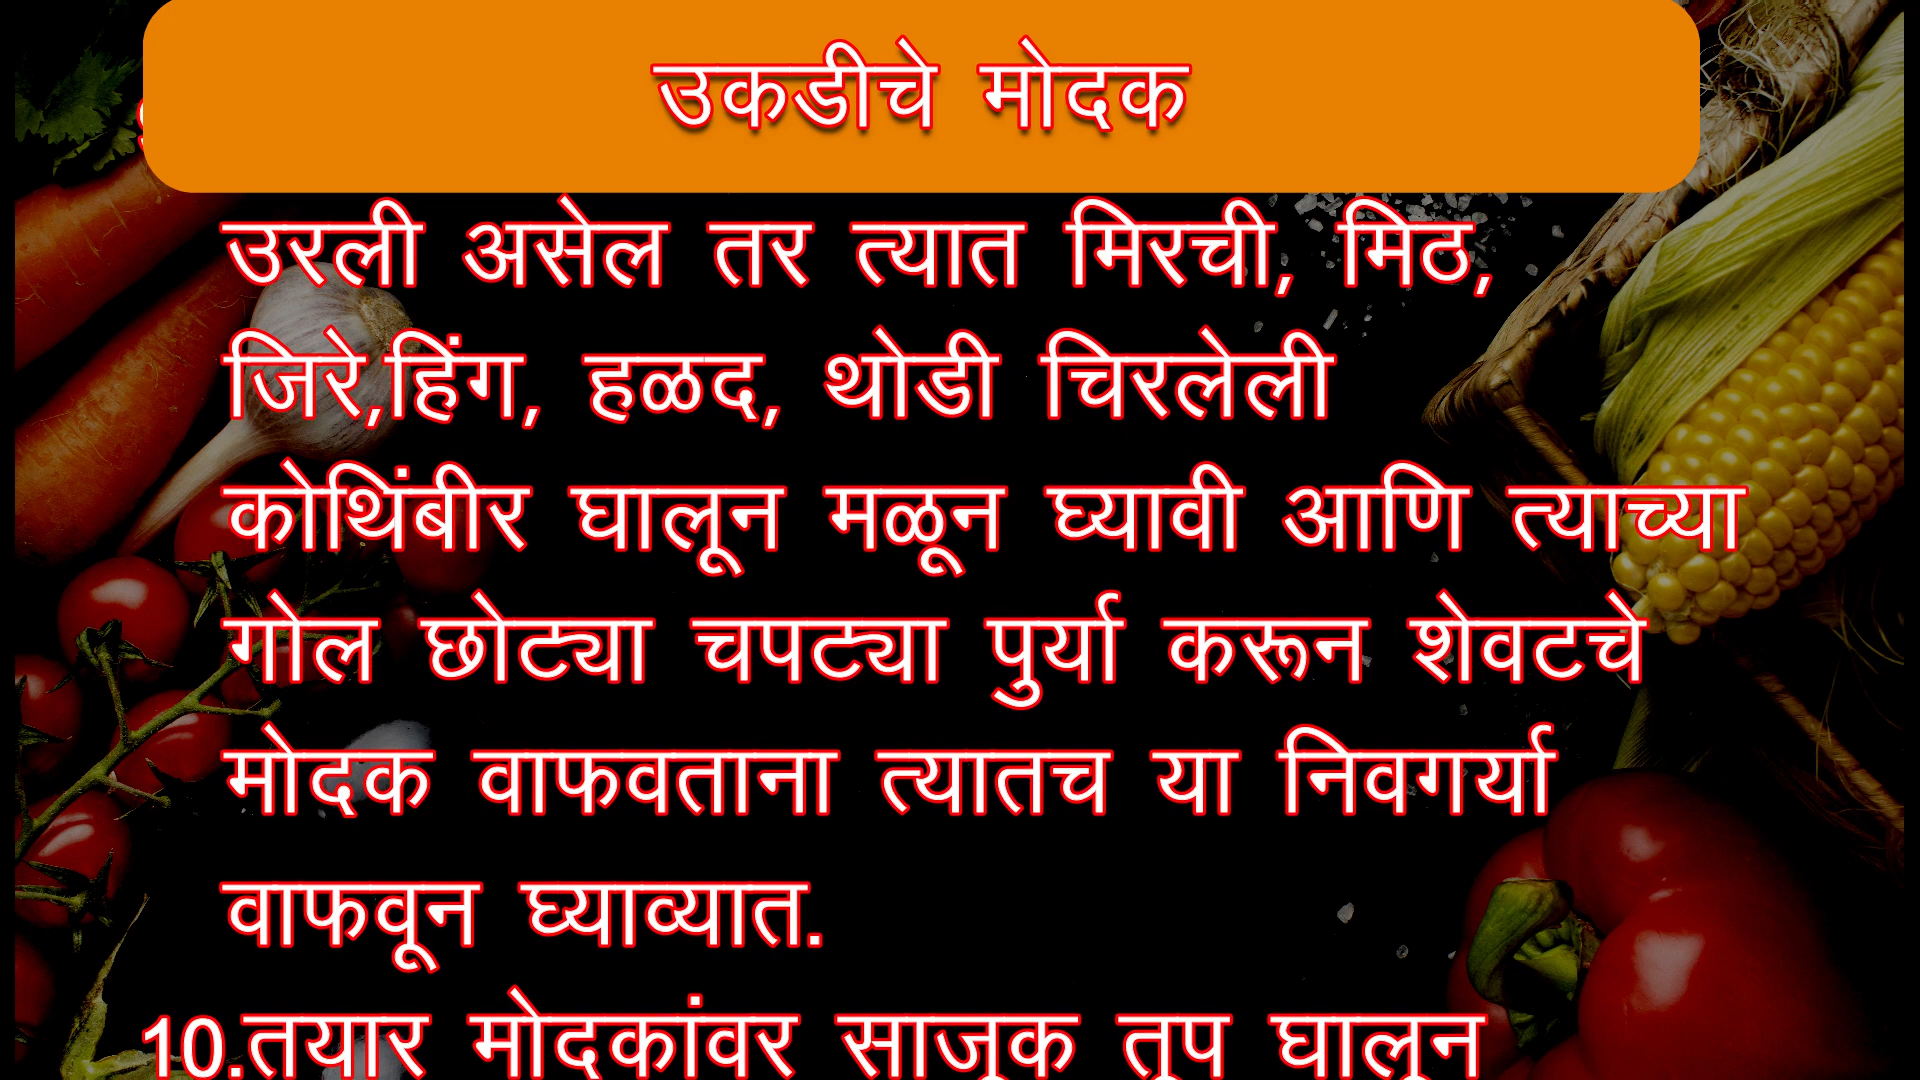 उकडीचे मोदक
उरली असेल तर त्यात मिरची, मिठ,
जिरे,हिंग, हळद, थोडी चिरलेली
कोथिंबीर घालून मळून घ्यावी आणि त्याच्या
गोल छोट्या चपट्या पुर्या करून शेवटचे
मोदक वाफवताना त्यातच या निवगर्या
वाफवून घ्याव्यात.
10.तयार मोदकांवर साजूक तूप घालून